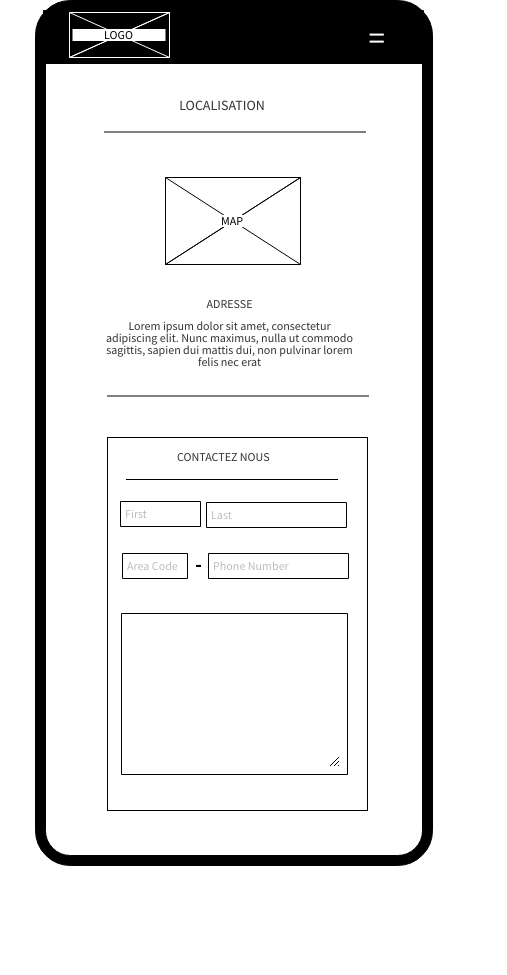 LOGO
LOCALISATION
MAP
ADRESSE
Lorem ipsum dolor sit amet, consectetur
adipiscing elit. Nunc maximus, nulla ut commodo
sagittis, sapien dui mattis dui, non pulvinar lorem
felis nec erat
CONTACTEZ NOUS
First Last
Area Code - Phone Number